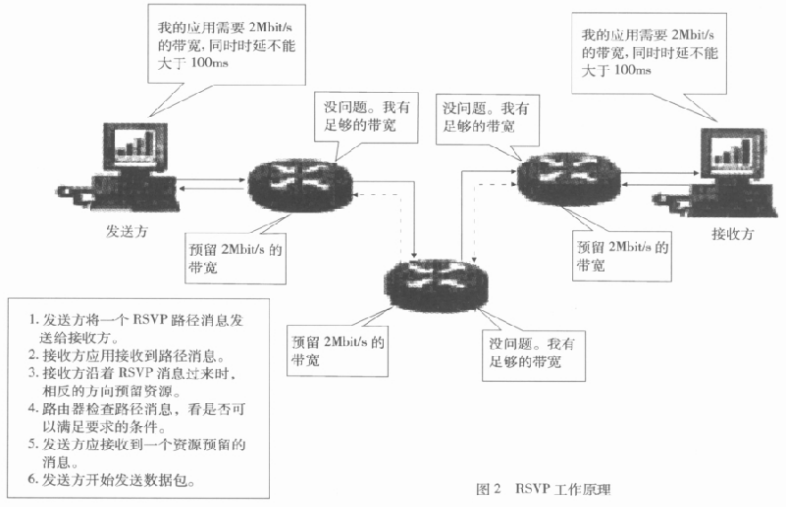 我的应用需要 2Mbit/s
的带宽,同时时延不能
大于 100ms
我的应用需要 2Mbit/s
的带宽,同时时延不能
大于 100ms
没问题。我有
足够的带宽
没问题。我有
足够的带宽
发送方
接收方
预留 2Mbit/s 的
带宽
预留 2Mbit/s 的
带宽
预留 2Mbit/s 的
带宽
没问题。我有
足够的带宽
1. 发送方将一个 RSVP 路径消息发
送给接收方。
2. 接收方应用接收到路径消息。
3. 接收方沿着 RSVP 消息过来时,
相反的方向预留资源。
4. 路由器检查路径消息，看是否可
以满足要求的条件。
5. 发送方应接收到一个资源预留的
消息。
6. 发送方开始发送数据包。
图 2 RSVP 工作原理